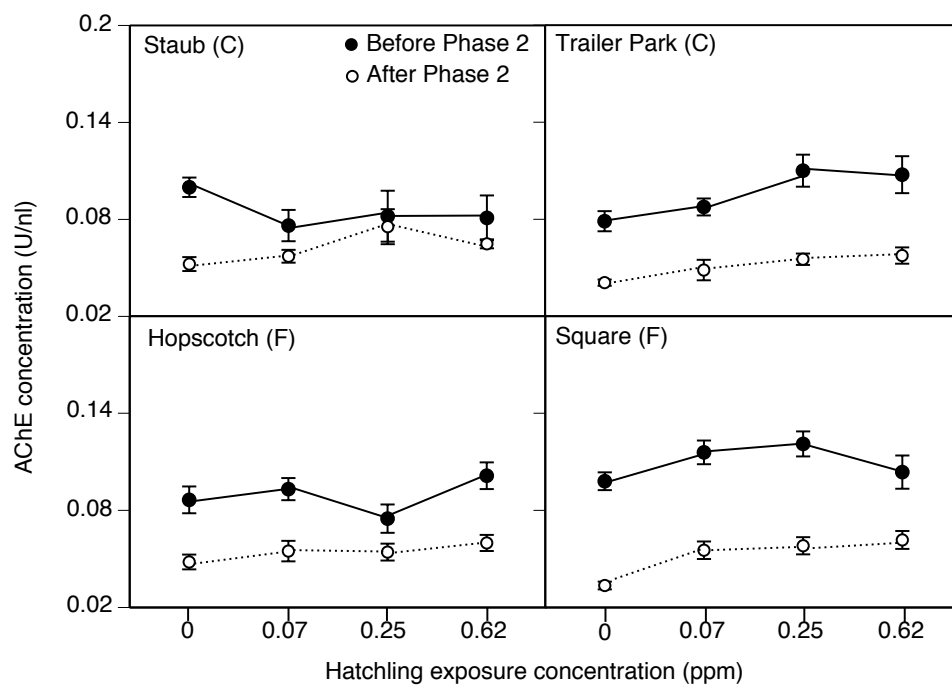 0.2
Staub (C)
Before Phase 2
After Phase 2
Trailer Park (C)
0.14
0.08
0.02
Hopscotch (F)
Square (F)
0.14
0.08
0.02
AChE concentration (U/nl)
0 0.07 0.25 0.62 0 0.07 0.25 0.62
Hatchling exposure concentration (ppm)